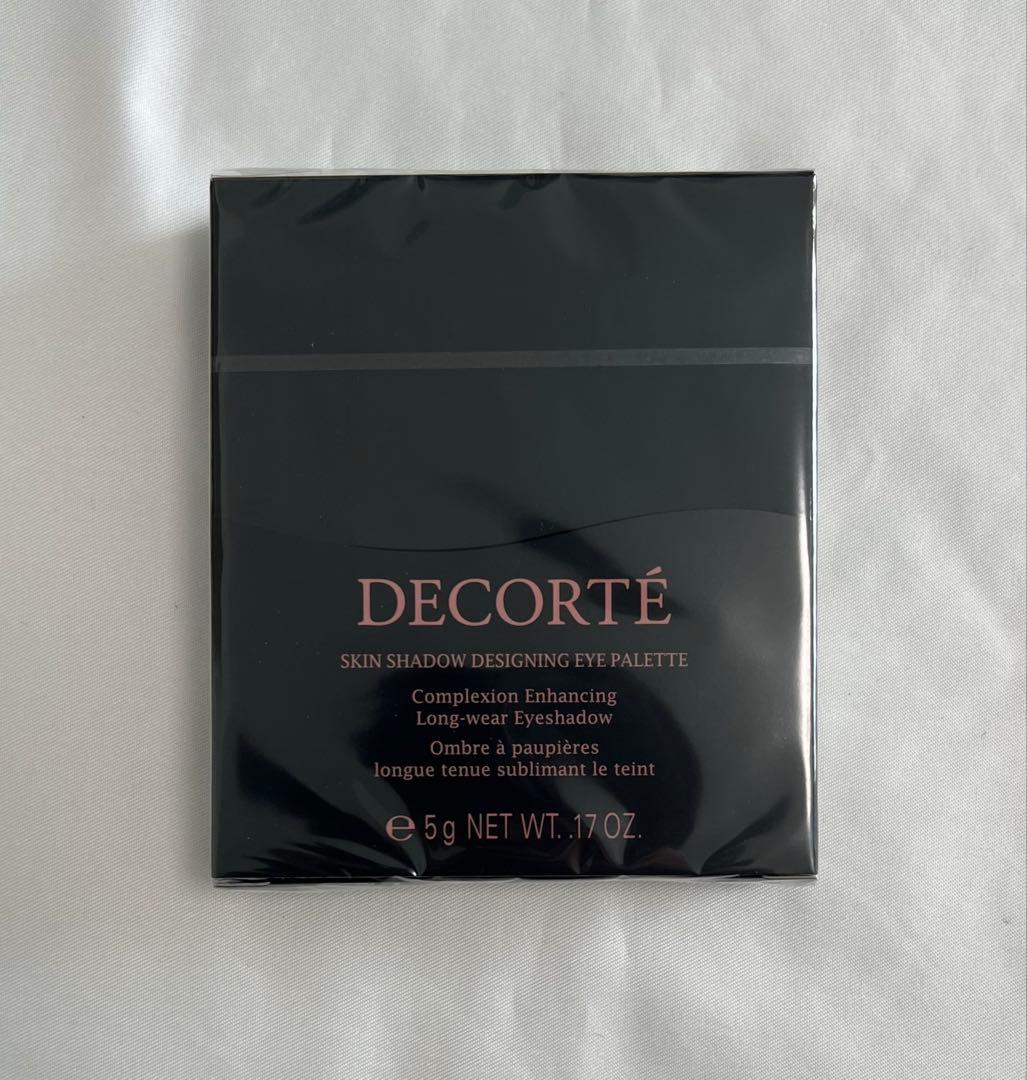 DECORTÉ
SKIN SHADOW DESIGNING EYE PALETTE
Complexion Enhancing
Long-wear Eyeshadow
Ombre à paupières
longue tenue sublimant le teint
℮ 5g NET WT. .17 OZ.